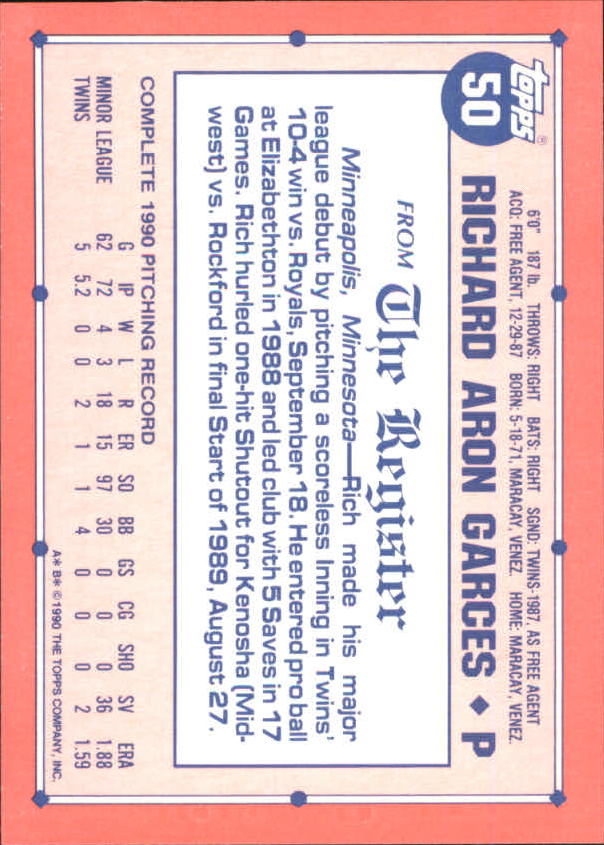 topps®
50
6'0" 187 lb. THROWS: RIGHT BATS: RIGHT SGND: TWINS-1987, AS FREE AGENT
ACQ: FREE AGENT, 12-29-87 BORN: 5-18-71, MARACAY, VENEZ. HOME: MARACAY, VENEZ.
RICHARD ARON GARCES ♦ P
FROM The Register
Minneapolis, Minnesota—Rich made his major
league debut by pitching a scoreless Inning in Twins'
10-4 win vs. Royals, September 18. He entered pro ball
at Elizabethton in 1988 and led club with 5 Saves in 17
Games. Rich hurled one-hit Shutout for Kenosha (Mid-
west) vs. Rockford in final Start of 1989, August 27.
COMPLETE 1990 PITCHING RECORD
G IP W L R ER SO BB GS CG SHO SV ERA
MINOR LEAGUE 62 72 4 3 18 15 97 30 0 0 0 36 1.88
TWINS 5 5.2 0 0 2 1 1 4 0 0 0 2 1.59
A* B* © 1990 THE TOPPS COMPANY, INC.